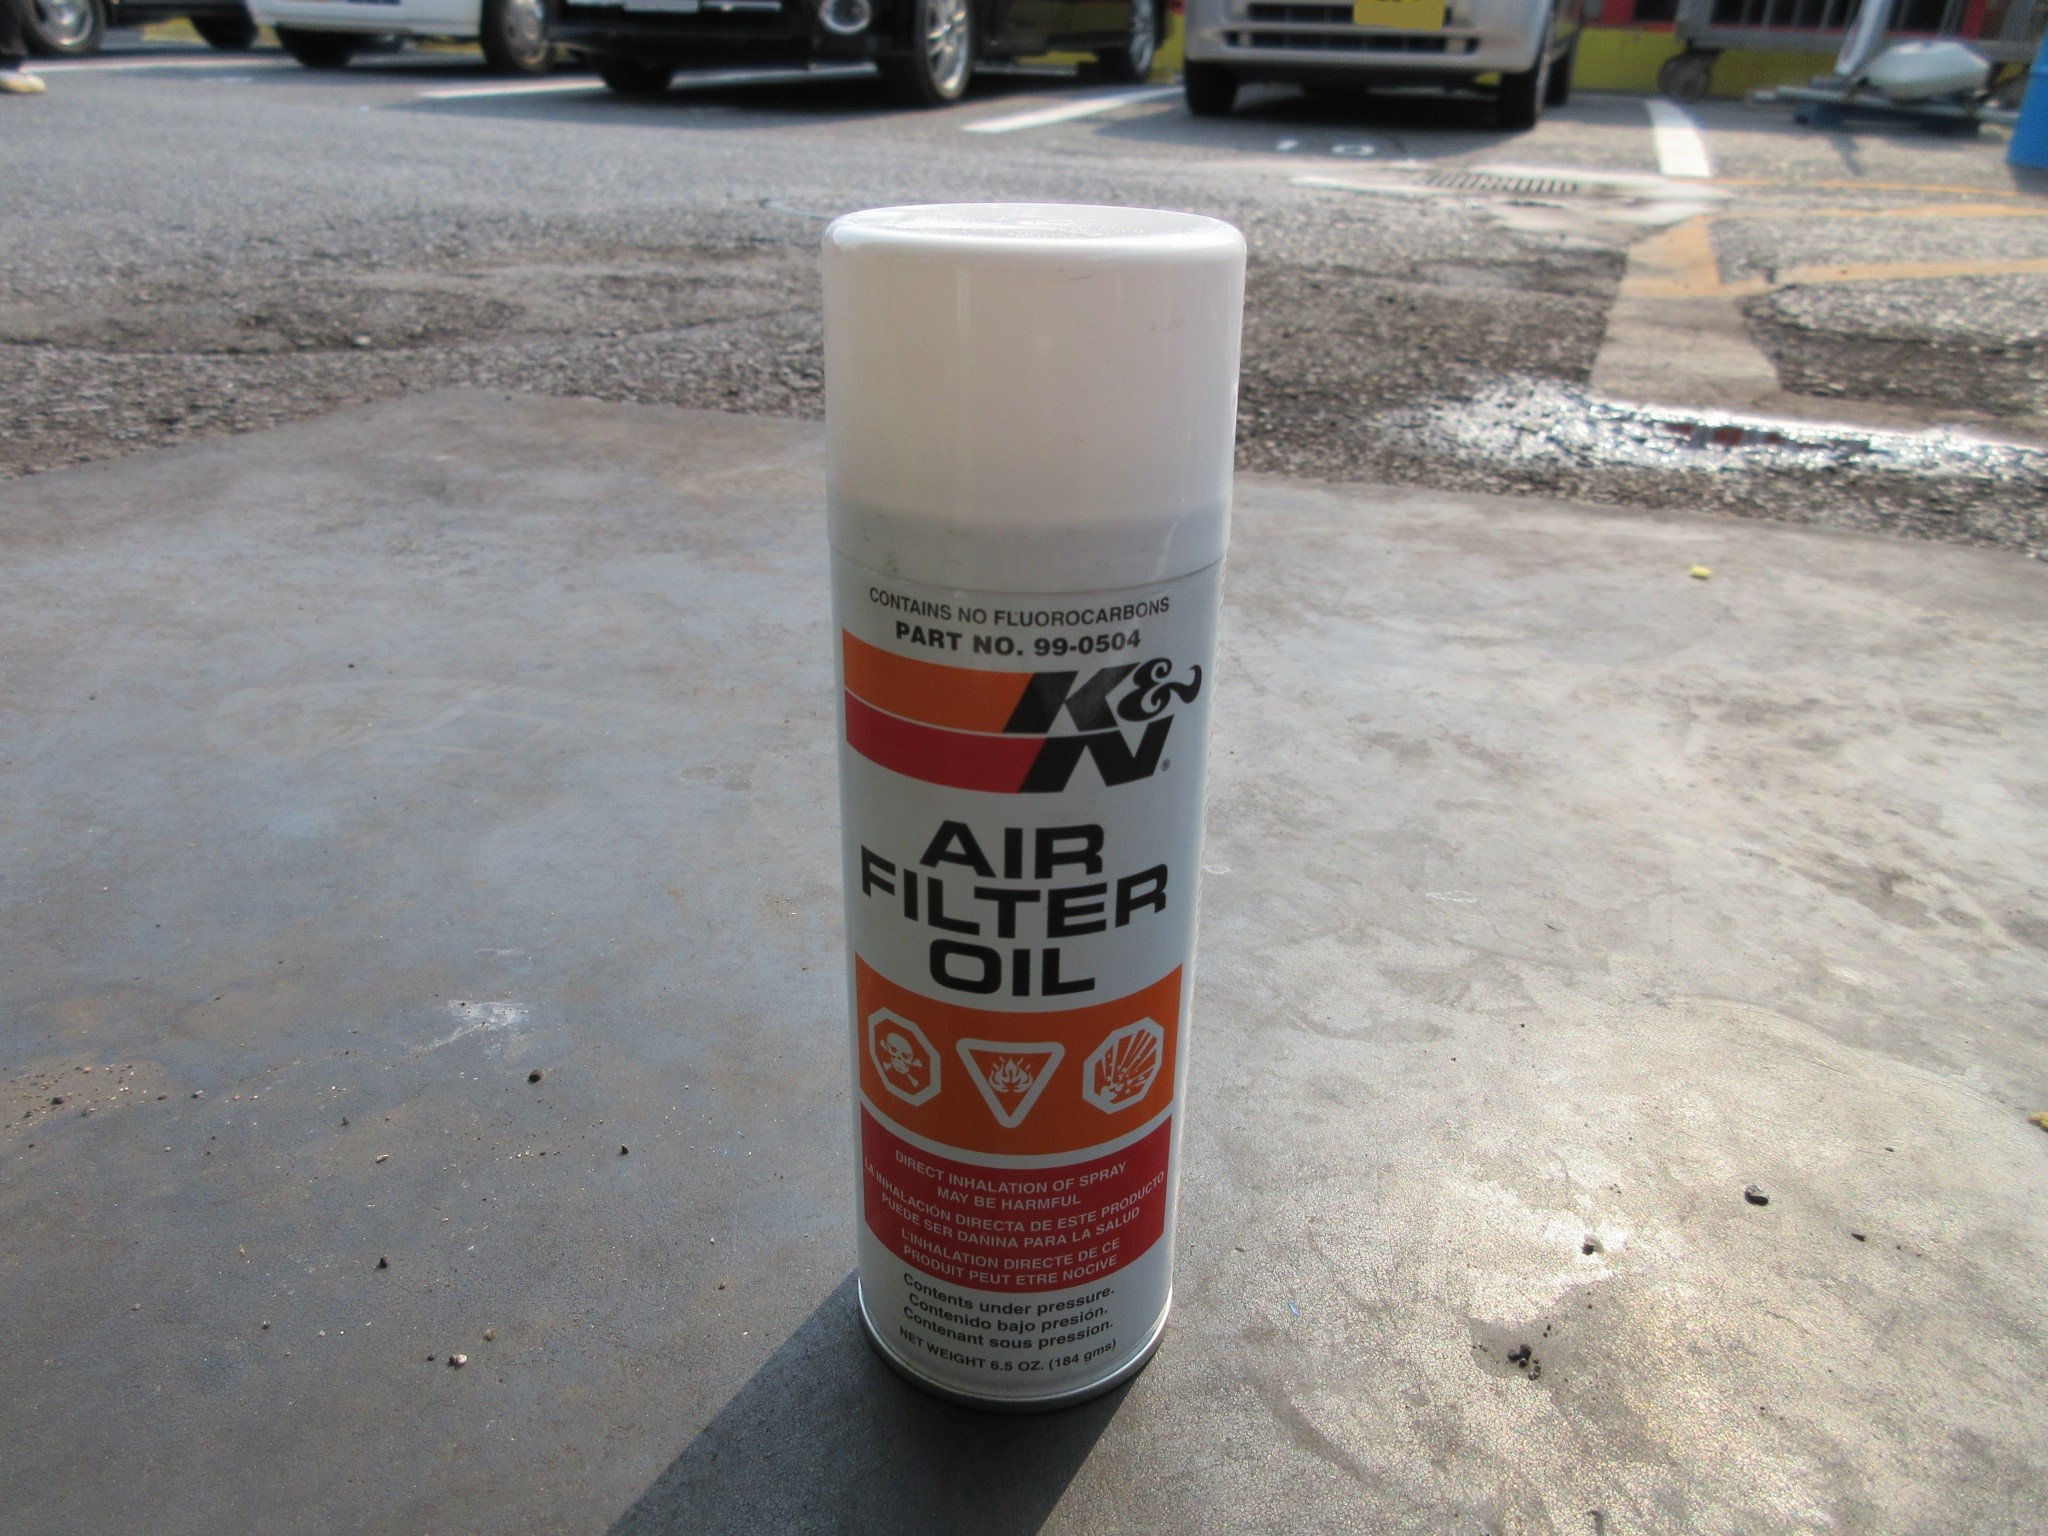 10
CONTAINS NO FLUOROCARBONS
PART NO. 99-0504
K&
N®
AIR
FILTER
OIL
DIRECT INHALATION OF SPRAY
MAY BE HARMFUL
LA INHALACIÓN DIRECTA DE ESTE PRODUCTO
PUEDE SER DAÑINA PARA LA SALUD
L'INHALATION DIRECTE DE CE
PRODUIT PEUT ETRE NOCIVE
Contents under pressure.
Contenido bajo presión.
Contenant sous pression.
NET WEIGHT 6.5 OZ. (184 gms)